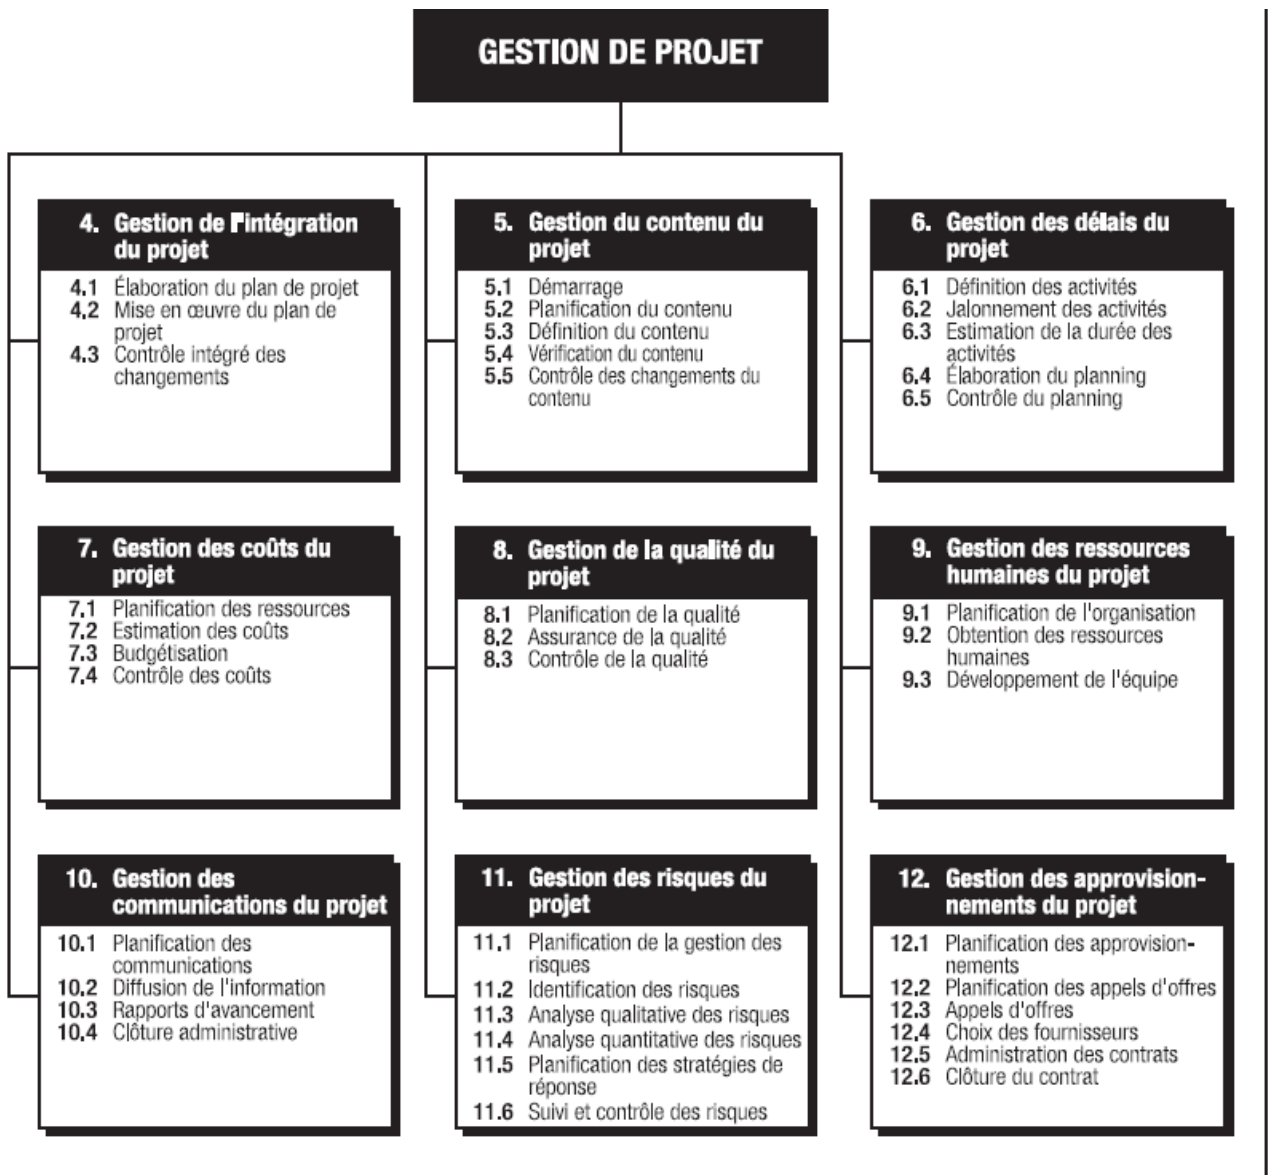 GESTION DE PROJET
4. Gestion de l'intégration
du projet
4.1 Élaboration du plan de projet
4.2 Mise en œuvre du plan de
projet
4.3 Contrôle intégré des
changements
5. Gestion du contenu du
projet
5.1 Démarrage
5.2 Planification du contenu
5.3 Définition du contenu
5.4 Vérification du contenu
5.5 Contrôle des changements du
contenu
6. Gestion des délais du
projet
6.1 Définition des activités
6.2 Jalonnement des activités
6.3 Estimation de la durée des
activités
6.4 Élaboration du planning
6.5 Contrôle du planning
7. Gestion des coûts du
projet
7.1 Planification des ressources
7.2 Estimation des coûts
7.3 Budgétisation
7.4 Contrôle des coûts
8. Gestion de la qualité du
projet
8.1 Planification de la qualité
8.2 Assurance de la qualité
8.3 Contrôle de la qualité
9. Gestion des ressources
humaines du projet
9.1 Planification de l'organisation
9.2 Obtention des ressources
humaines
9.3 Développement de l'équipe
10. Gestion des
communications du projet
10.1 Planification des
communications
10.2 Diffusion de l'information
10.3 Rapports d'avancement
10.4 Clôture administrative
11. Gestion des risques du
projet
11.1 Planification de la gestion des
risques
11.2 Identification des risques
11.3 Analyse qualitative des risques
11.4 Analyse quantitative des risques
11.5 Planification des stratégies de
réponse
11.6 Suivi et contrôle des risques
12. Gestion des approvision-
nements du projet
12.1 Planification des approvision-
nements
12.2 Planification des appels d'offres
12.3 Appels d'offres
12.4 Choix des fournisseurs
12.5 Administration des contrats
12.6 Clôture du contrat